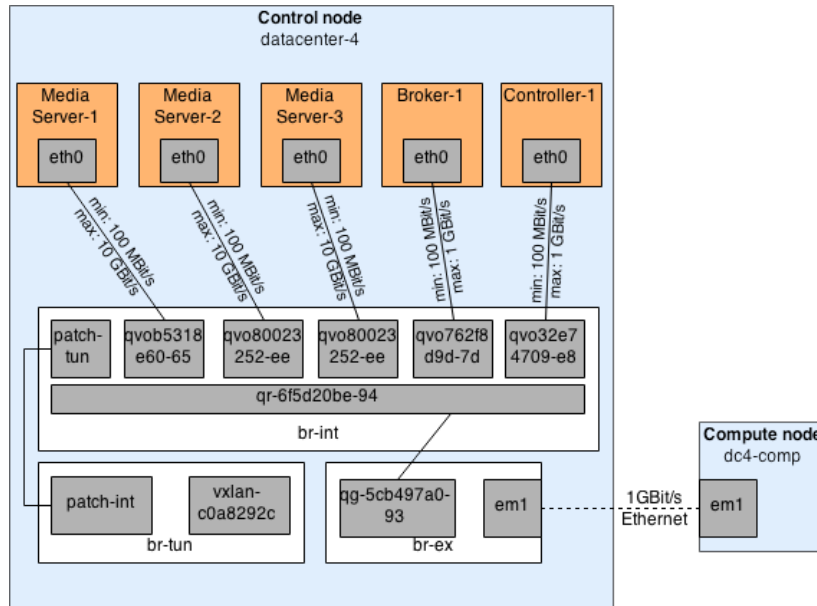 Control node
datacenter-4
Media
Server-1
eth0
Media
Server-2
eth0
Media
Server-3
eth0
Broker-1
eth0
Controller-1
eth0
min: 100 MBit/s
max: 10 GBit/s
min: 100 MBit/s
max: 10 GBit/s
min: 100 MBit/s
max: 10 GBit/s
min: 100 MBit/s
max: 1 GBit/s
min: 100 MBit/s
max: 1 GBit/s
patch-
tun
qvob5318
e60-65
qvo80023
252-ee
qvo80023
252-ee
qvo762f8
d9d-7d
qvo32e7
4709-e8
qr-6f5d20be-94
br-int
patch-int
vxlan-
c0a8292c
br-tun
qg-5cb497a0-
93
em1
br-ex
1GBit/s
Ethernet
Compute node
dc4-comp
em1